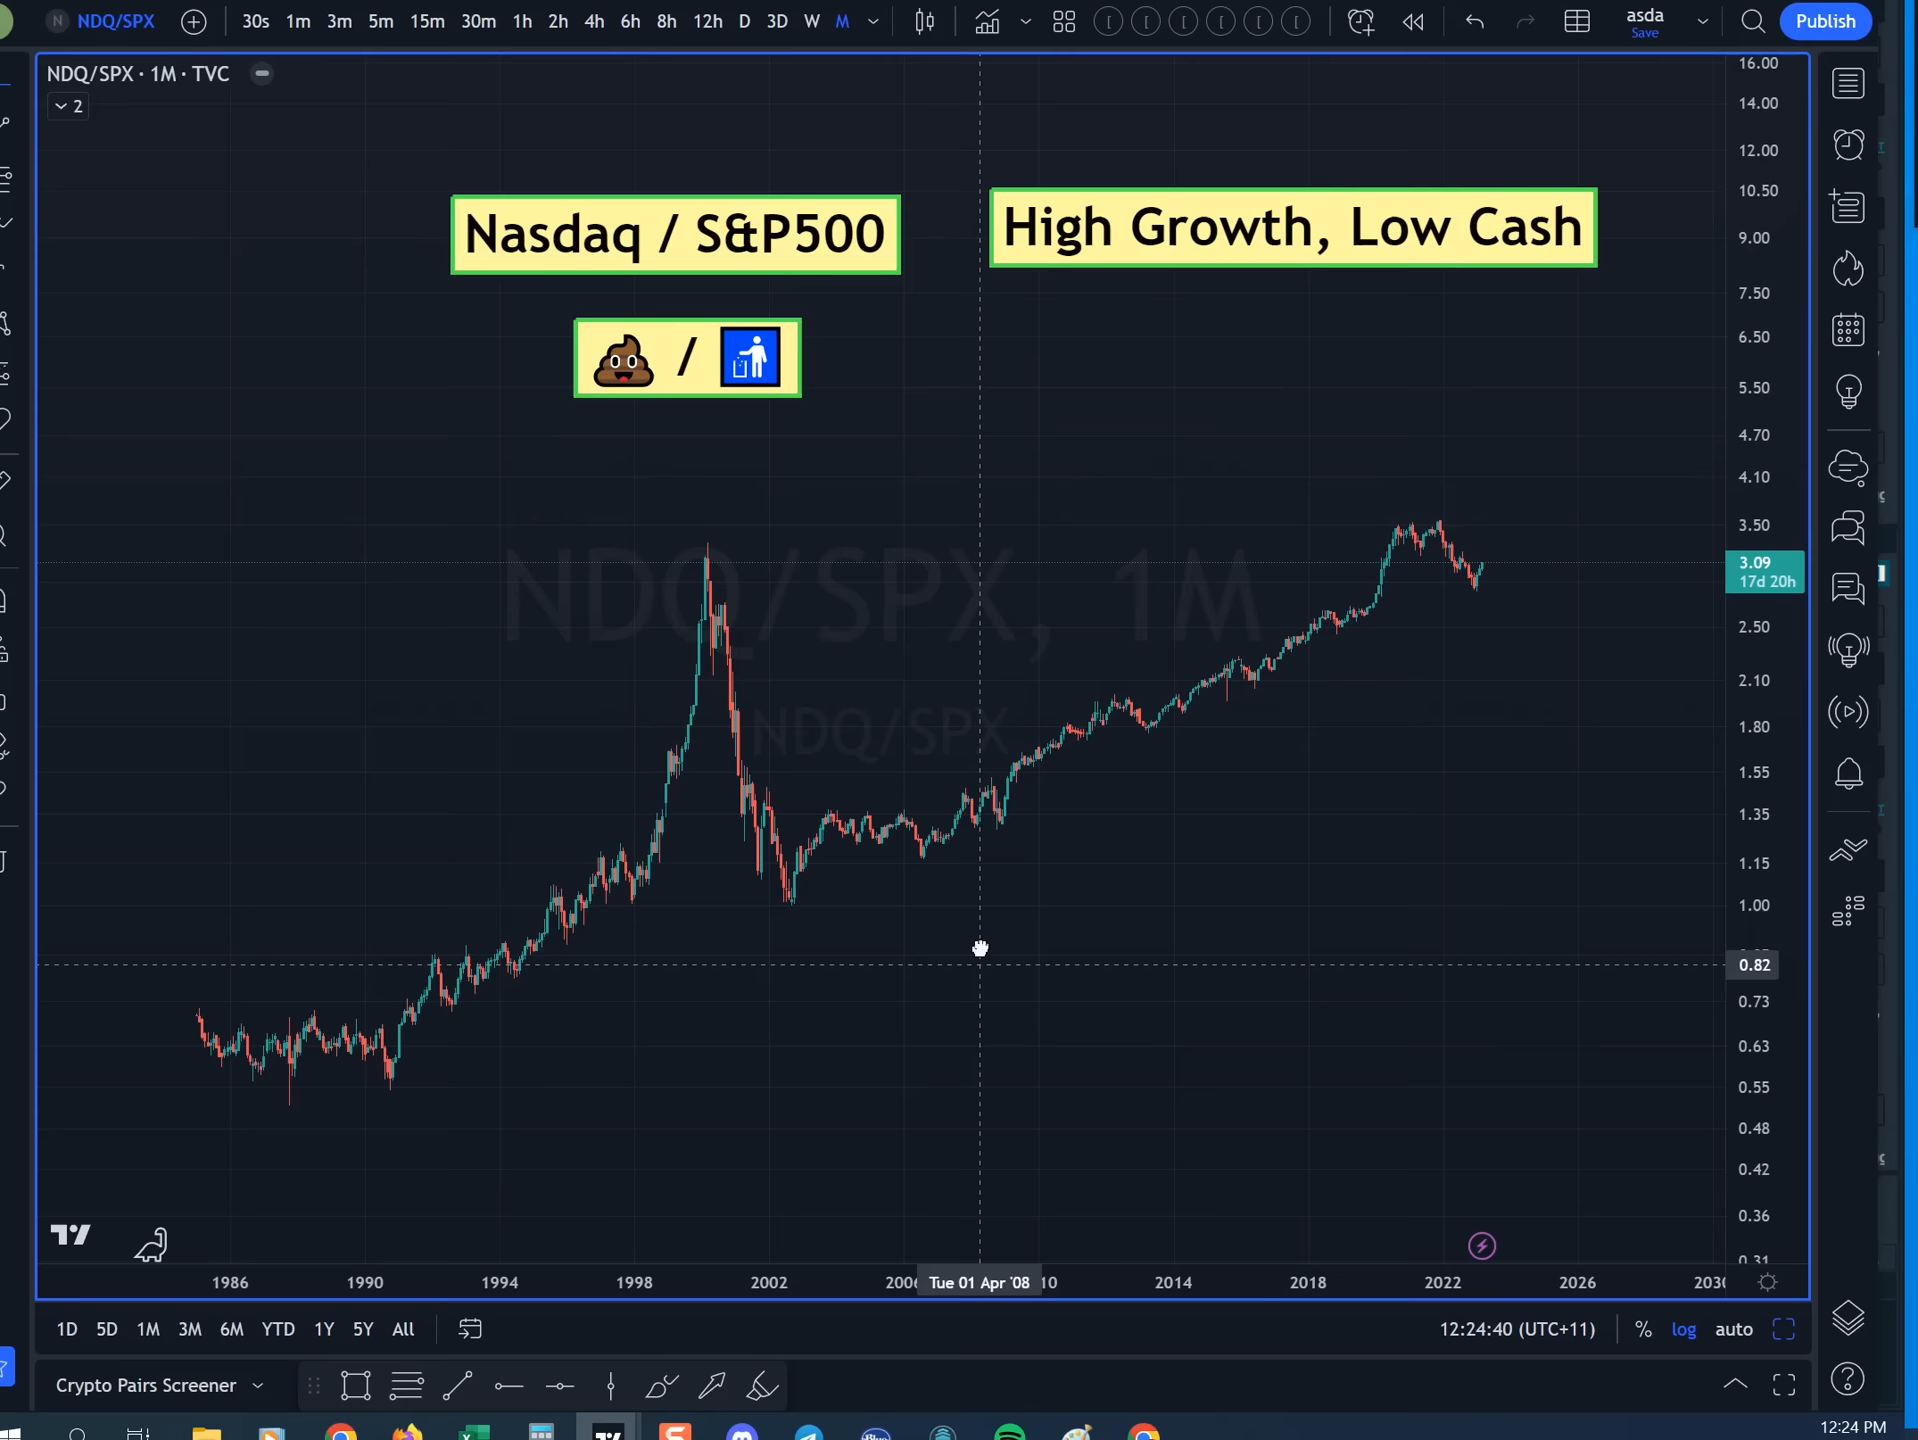 NDQ/SPX 30s 1m 3m 5m 15m 30m 1h 2h 4h 6h 8h 12h D 3D W M asda Save Publish
NDQ/SPX · 1M · TVC
2
Nasdaq / S&P500
High Growth, Low Cash
/
NDQ/SPX, 1M
NDQ/SPX
16.00
14.00
12.00
10.50
9.00
7.50
6.50
5.50
4.70
4.10
3.50
3.09
17d 20h
2.50
2.10
1.80
1.55
1.35
1.15
1.00
0.82
0.73
0.63
0.55
0.48
0.42
0.36
0.31
1986 1990 1994 1998 2002 Tue 01 Apr '08 10 2014 2018 2022 2026
1D 5D 1M 3M 6M YTD 1Y 5Y All 12:24:40 (UTC+11) % log auto
Crypto Pairs Screener
12:24 PM